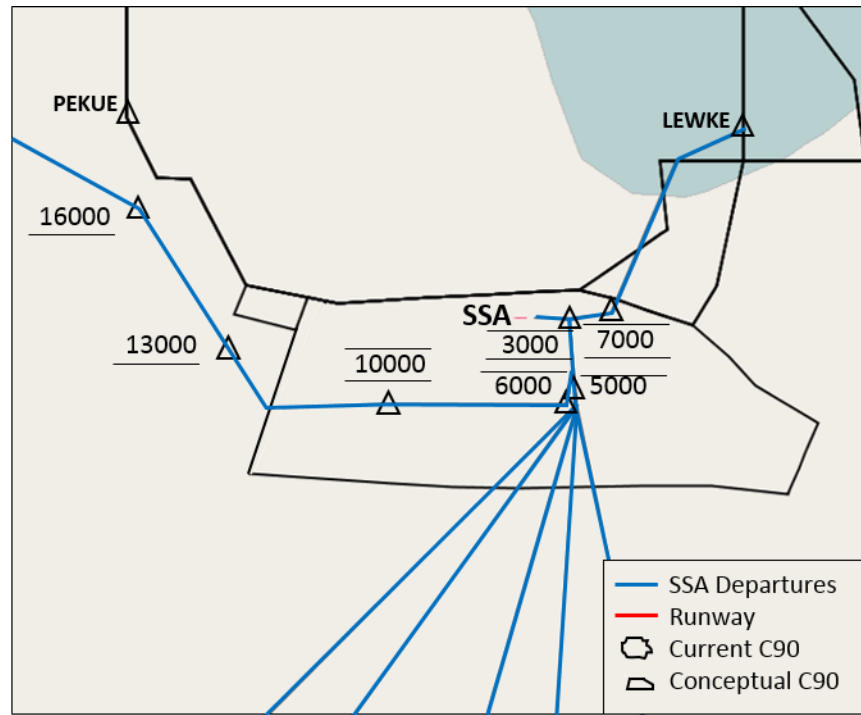 PEKUE
LEWKE
16000
SSA
13000
3000
7000
10000
6000
5000
SSA Departures
Runway
Current C90
Conceptual C90